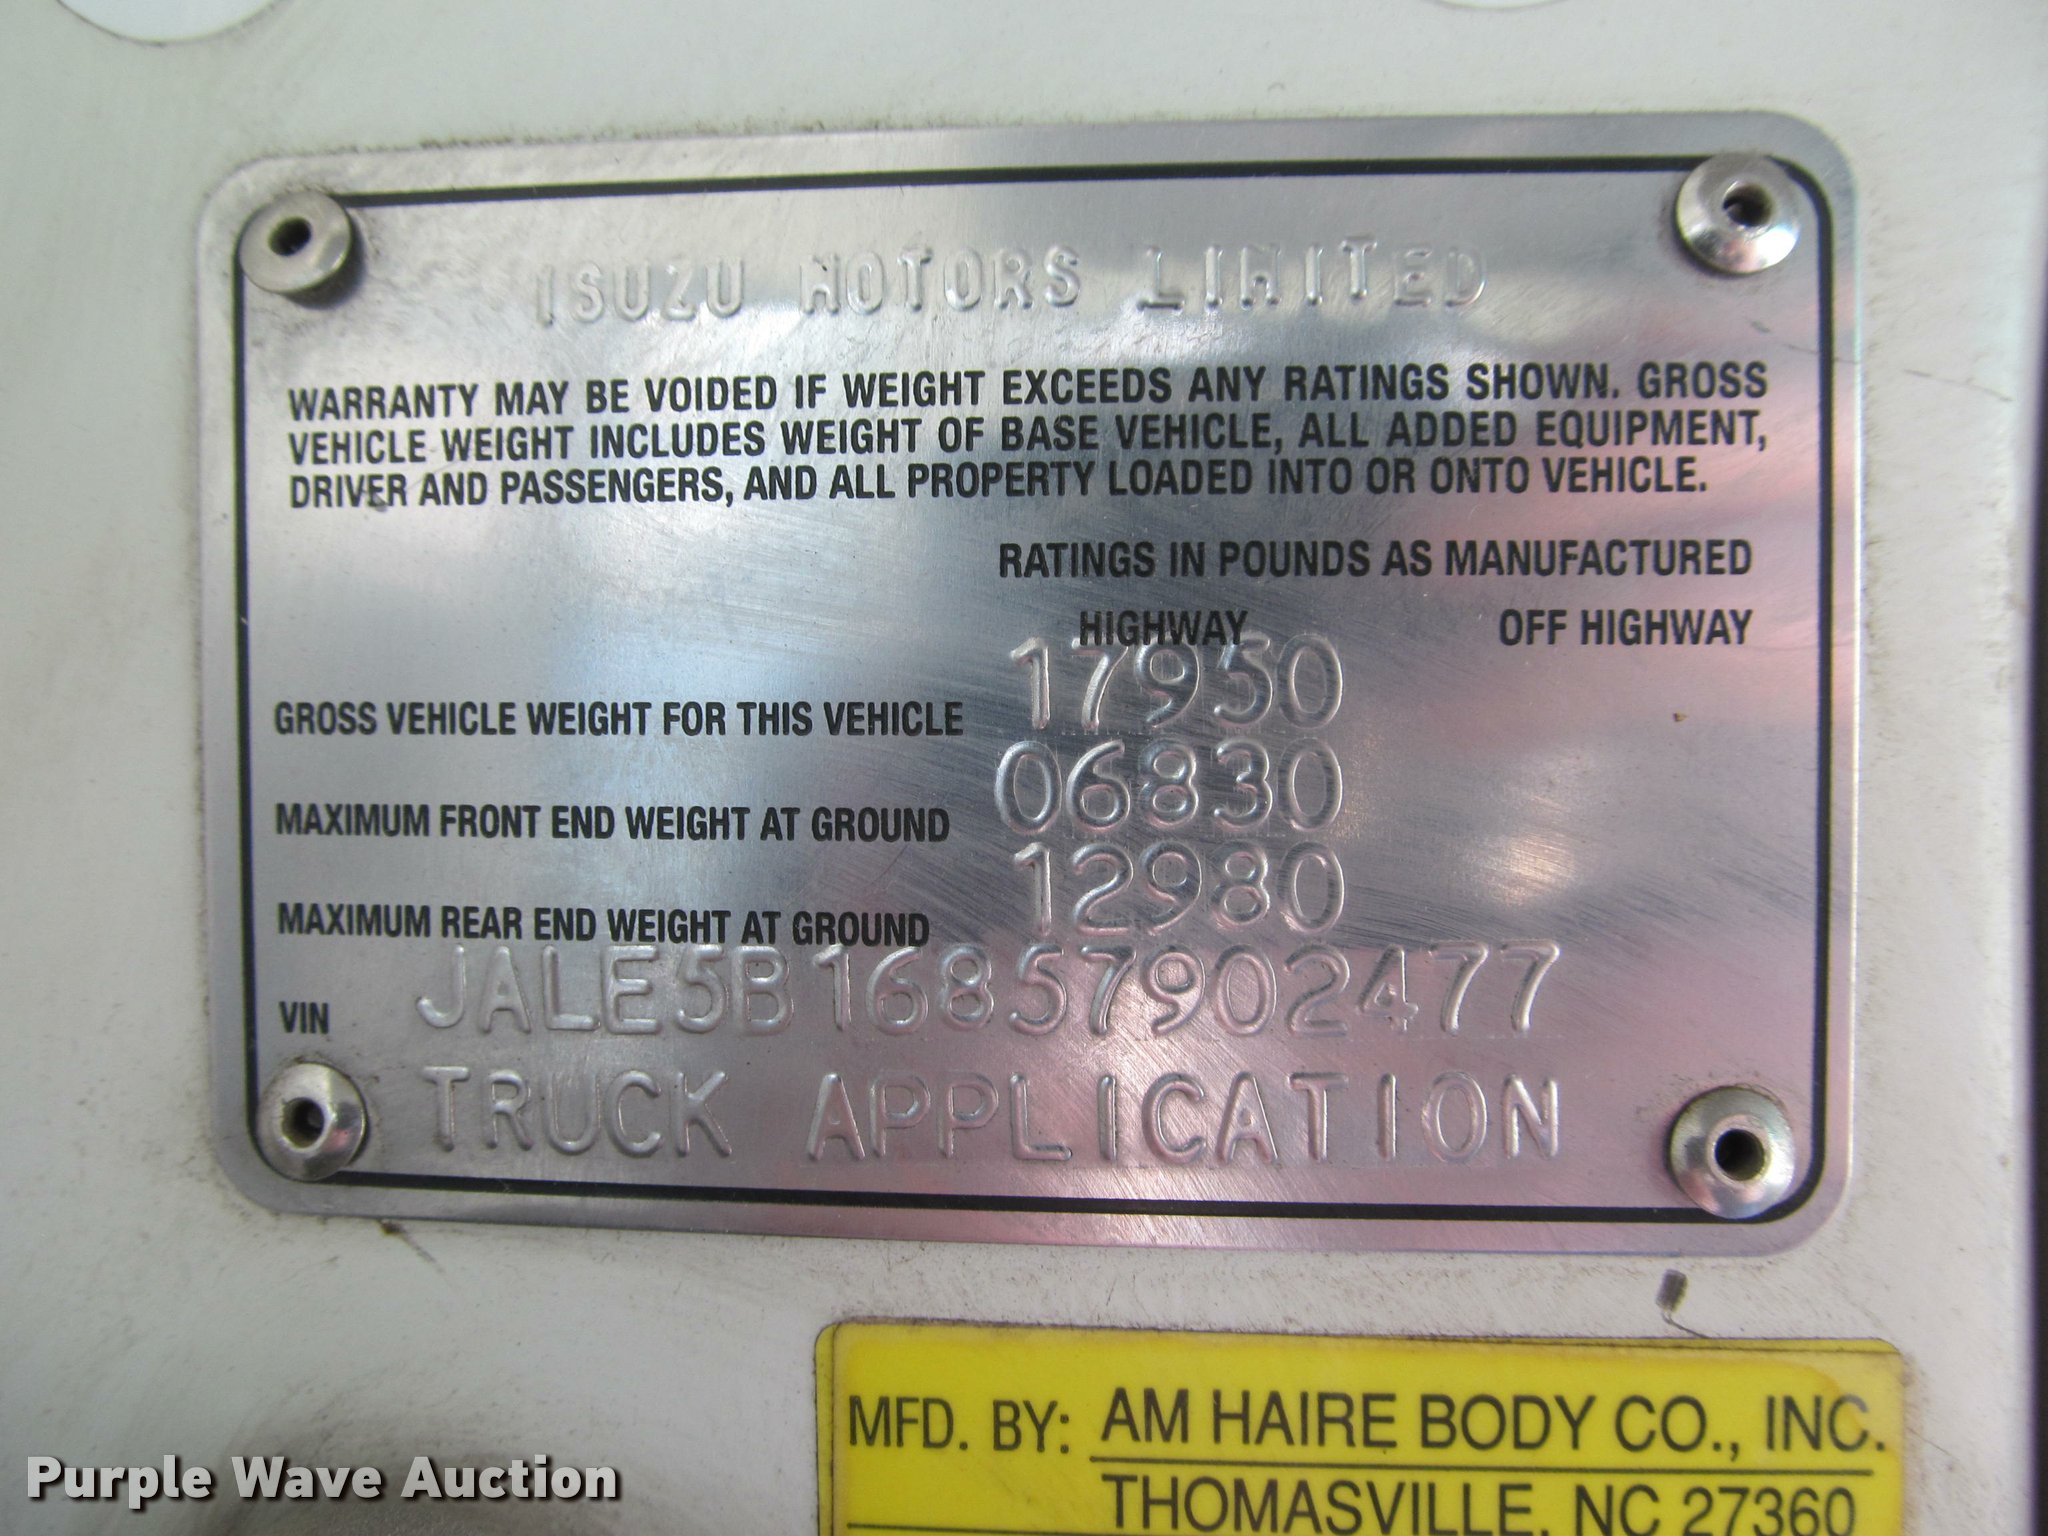 ISUZU MOTORS LIMITED
WARRANTY MAY BE VOIDED IF WEIGHT EXCEEDS ANY RATINGS SHOWN. GROSS
VEHICLE WEIGHT INCLUDES WEIGHT OF BASE VEHICLE, ALL ADDED EQUIPMENT,
DRIVER AND PASSENGERS, AND ALL PROPERTY LOADED INTO OR ONTO VEHICLE.
RATINGS IN POUNDS AS MANUFACTURED
HIGHWAY OFF HIGHWAY
GROSS VEHICLE WEIGHT FOR THIS VEHICLE 17950
MAXIMUM FRONT END WEIGHT AT GROUND 06830
MAXIMUM REAR END WEIGHT AT GROUND 12980
VIN JALE5B16857902477
TRUCK APPLICATION
MFD. BY: AM HAIRE BODY CO., INC.
THOMASVILLE, NC 27360
Purple Wave Auction